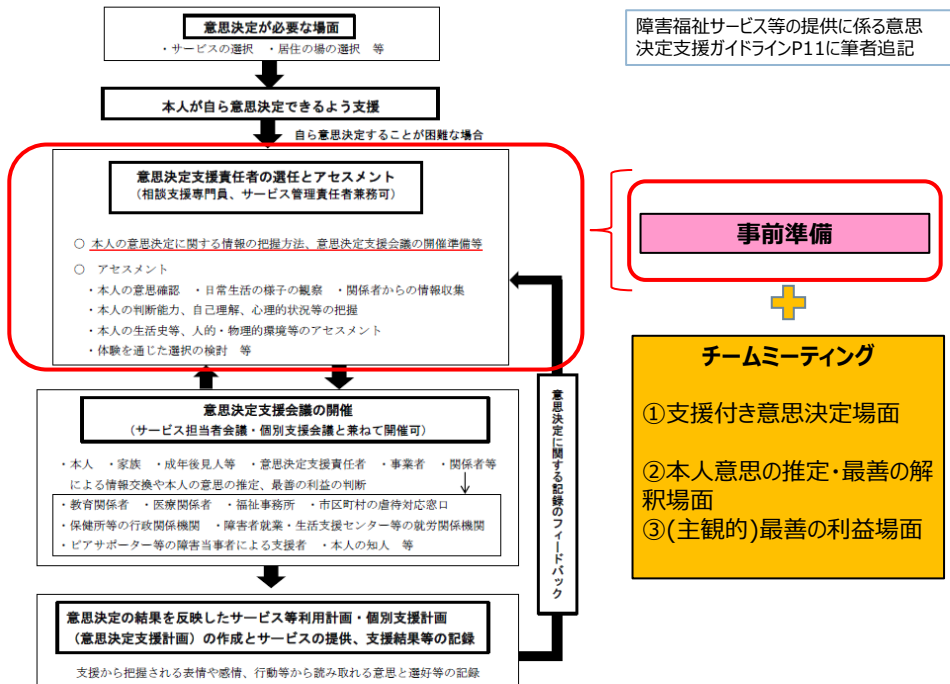 意思決定が必要な場面
・サービスの選択　・居住の場の選択　等
本人が自ら意思決定できるよう支援
自ら意思決定することが困難な場合
意思決定支援責任者の選任とアセスメント
（相談支援専門員、サービス管理責任者兼務可）
○ 本人の意思決定に関する情報の把握方法、意思決定支援会議の開催準備等
○ アセスメント
・本人の意思確認　・日常生活の様子の観察　・関係者からの情報収集
・本人の判断能力、自己理解、心理的状況等の把握
・本人の生活史等、人的・物理的環境等のアセスメント
・体験を通じた選択の検討　等
意思決定支援会議の開催
（サービス担当者会議・個別支援会議と兼ねて開催可）
・本人　・家族　・成年後見人等　・意思決定支援責任者　・事業者　・関係者等
による情報交換や本人の意思の推定、最善の利益の判断
・教育関係者　・医療関係者　・福祉事務所　・市区町村の虐待対応窓口
・保健所等の行政関係機関　・障害者就業・生活支援センター等の就労関係機関
・ピアサポーター等の障害当事者による支援者　・本人の知人　等
意思決定の結果を反映したサービス等利用計画・個別支援計画
（意思決定支援計画）の作成とサービスの提供、支援結果等の記録
支援から把握される表情や感情、行動等から読み取れる意思と選好等の記録
意思決定に関する記録のフィードバック
障害福祉サービス等の提供に係る意思
決定支援ガイドラインP11に筆者追記
事前準備
チームミーティング
①支援付き意思決定場面
②本人意思の推定・最善の解
釈場面
③(主観的)最善の利益場面